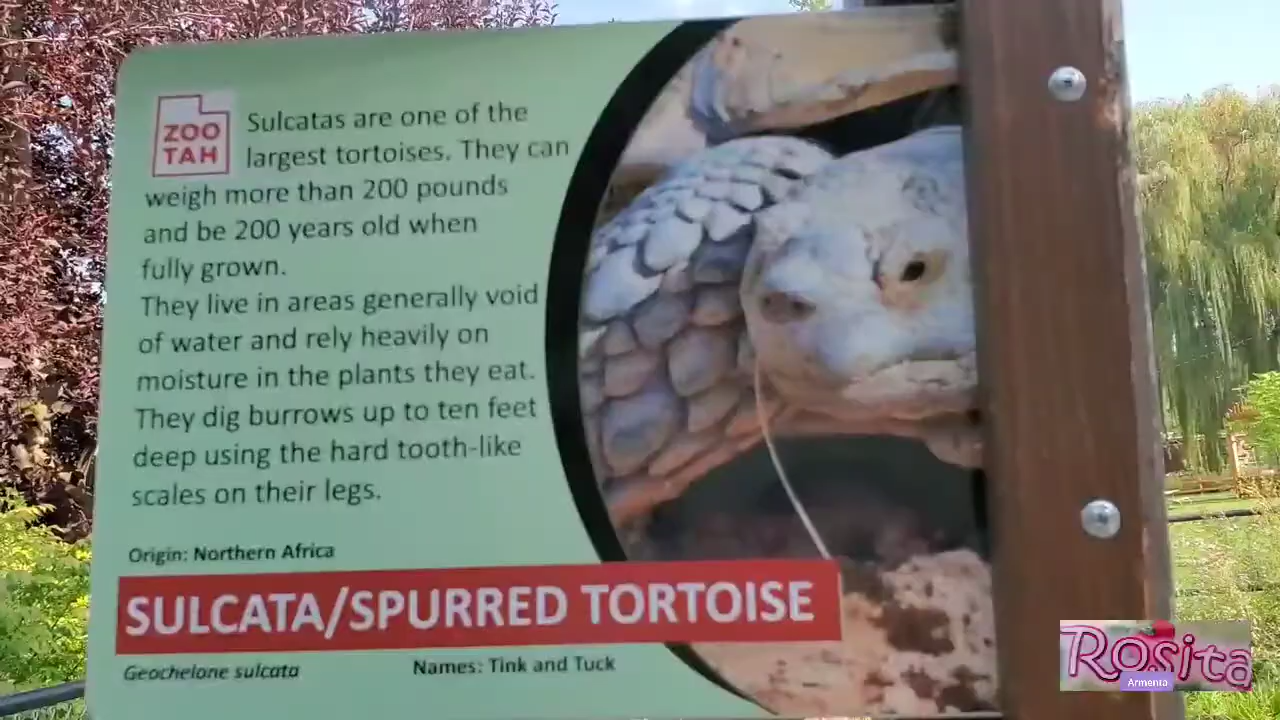 ZOO
TAH
Sulcatas are one of the
largest tortoises. They can
weigh more than 200 pounds
and be 200 years old when
fully grown.
They live in areas generally void
of water and rely heavily on
moisture in the plants they eat.
They dig burrows up to ten feet
deep using the hard tooth-like
scales on their legs.
Origin: Northern Africa
SULCATA/SPURRED TORTOISE
Geochelone sulcata
Names: Tink and Tuck
Rosita
Armenta